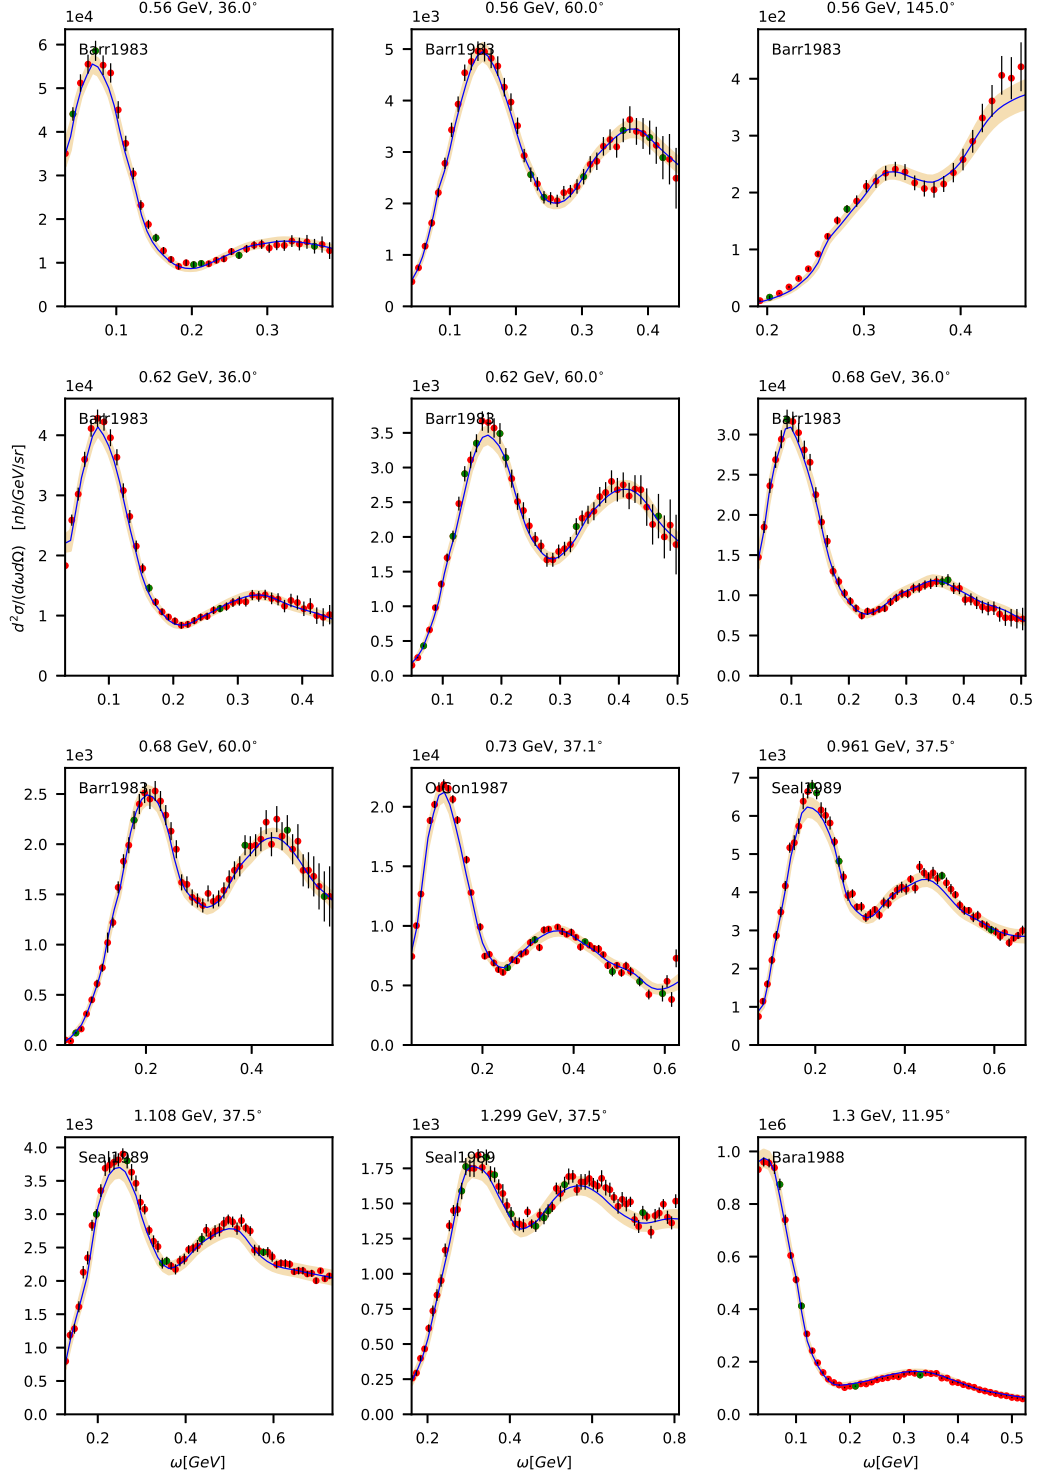 0.56 GeV, 36.0°
1e4
Barr1983
6
5
4
3
2
1
0
0.1 0.2 0.3
0.56 GeV, 60.0°
1e3
Barr1983
5
4
3
2
1
0
0.1 0.2 0.3 0.4
0.56 GeV, 145.0°
1e2
Barr1983
4
2
0
0.2 0.3 0.4
0.62 GeV, 36.0°
1e4
Barr1983
4
3
2
1
0
0.1 0.2 0.3 0.4
d²σ/(dωdΩ) [nb/GeV/sr]
0.62 GeV, 60.0°
1e3
Barr1983
3.5
3.0
2.5
2.0
1.5
1.0
0.5
0.0
0.1 0.2 0.3 0.4 0.5
0.68 GeV, 36.0°
1e4
Barr1983
3.0
2.5
2.0
1.5
1.0
0.5
0.0
0.1 0.2 0.3 0.4 0.5
0.68 GeV, 60.0°
1e3
Barr1983
2.5
2.0
1.5
1.0
0.5
0.0
0.2 0.4
0.73 GeV, 37.1°
1e4
2.0
1.5
1.0
0.5
0.0
0.2 0.4 0.6
0.961 GeV, 37.5°
1e3
Seal1989
7
6
5
4
3
2
1
0
0.2 0.4 0.6
1.108 GeV, 37.5°
1e3
Seal1989
4.0
3.5
3.0
2.5
2.0
1.5
1.0
0.5
0.0
0.2 0.4 0.6
ω[GeV]
1.299 GeV, 37.5°
1e3
Seal1989
1.75
1.50
1.25
1.00
0.75
0.50
0.25
0.00
0.2 0.4 0.6 0.8
ω[GeV]
1.3 GeV, 11.95°
1e6
Bara1988
1.0
0.8
0.6
0.4
0.2
0.0
0.1 0.2 0.3 0.4 0.5
ω[GeV]